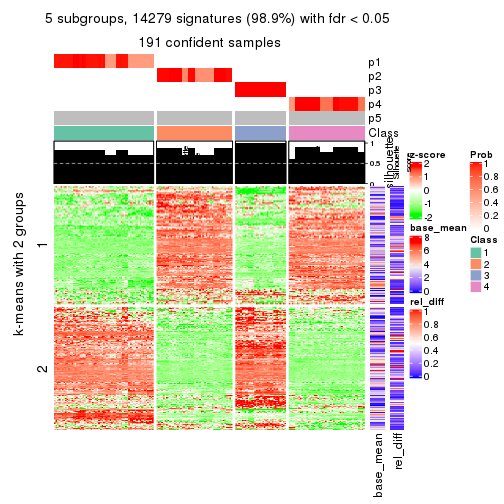 5 subgroups, 14279 signatures (98.9%) with fdr < 0.05
191 confident samples
p1
p2
p3
p4
p5
Class
1
0.5
0
silhouette
Silhouette
score
k-means with 2 groups
1
2
base_mean
rel_diff
z-score
2
1
0
-1
-2
base_mean
8
6
4
2
0
rel_diff
1
0.8
0.6
0.4
0.2
0
Prob
1
0.8
0.6
0.4
0.2
0
Class
1
2
3
4